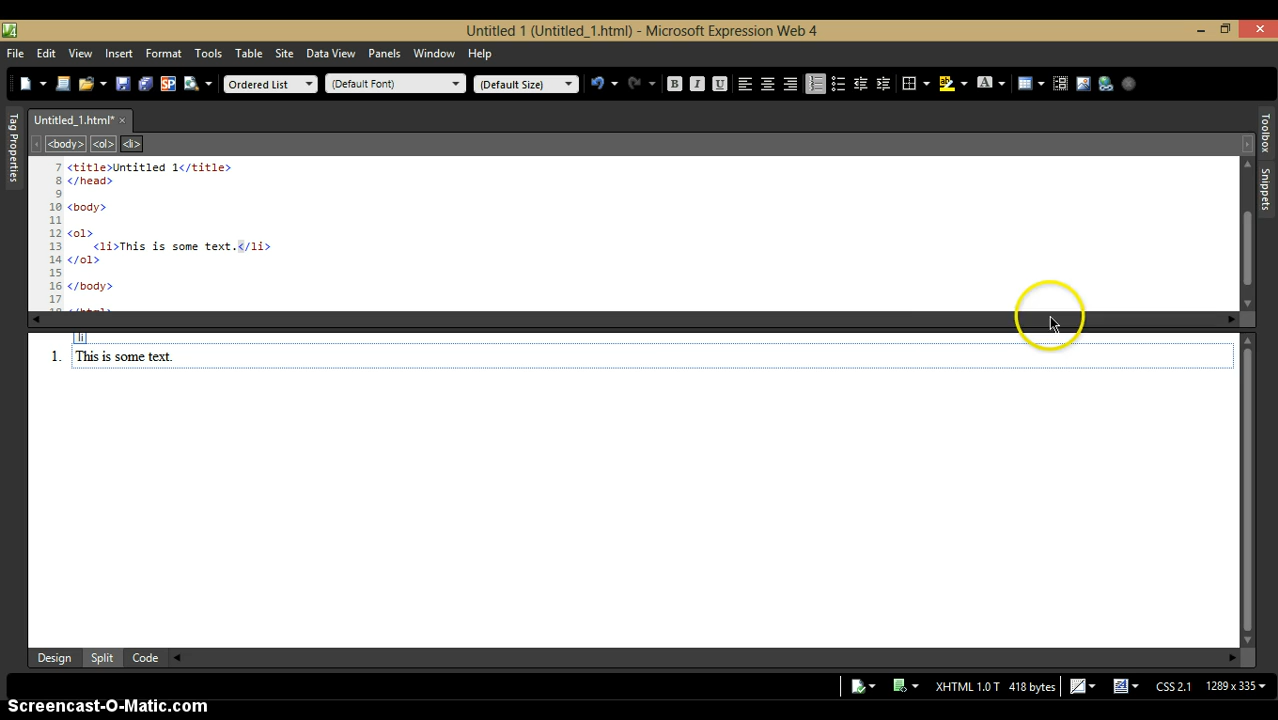 Untitled 1 (Untitled_1.html) - Microsoft Expression Web 4
File Edit View Insert Format Tools Table Site Data View Panels Window Help
Ordered List (Default Font) (Default Size)
Tag Properties
Untitled_1.html*
<body> <ol> <li>
Toolbox
Snippets
7 <title>Untitled 1</title>
8 </head>
9
10 <body>
11
12 <ol>
13 <li>This is some text.</li>
14 </ol>
15
16 </body>
17
18 </html>
li
1. This is some text.
Design Split Code
XHTML 1.0 T 418 bytes CSS 2.1 1289 x 335
Screencast-O-Matic.com